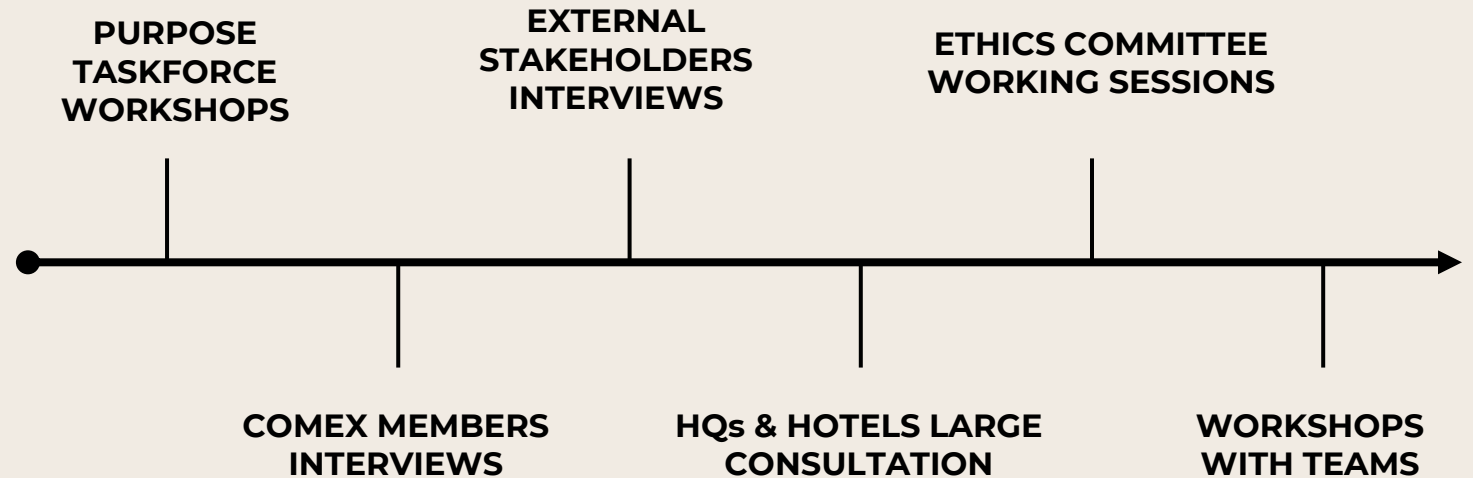 PURPOSE
TASKFORCE
WORKSHOPS
EXTERNAL
STAKEHOLDERS
INTERVIEWS
ETHICS COMMITTEE
WORKING SESSIONS
COMEX MEMBERS
INTERVIEWS
HQs & HOTELS LARGE
CONSULTATION
WORKSHOPS
WITH TEAMS